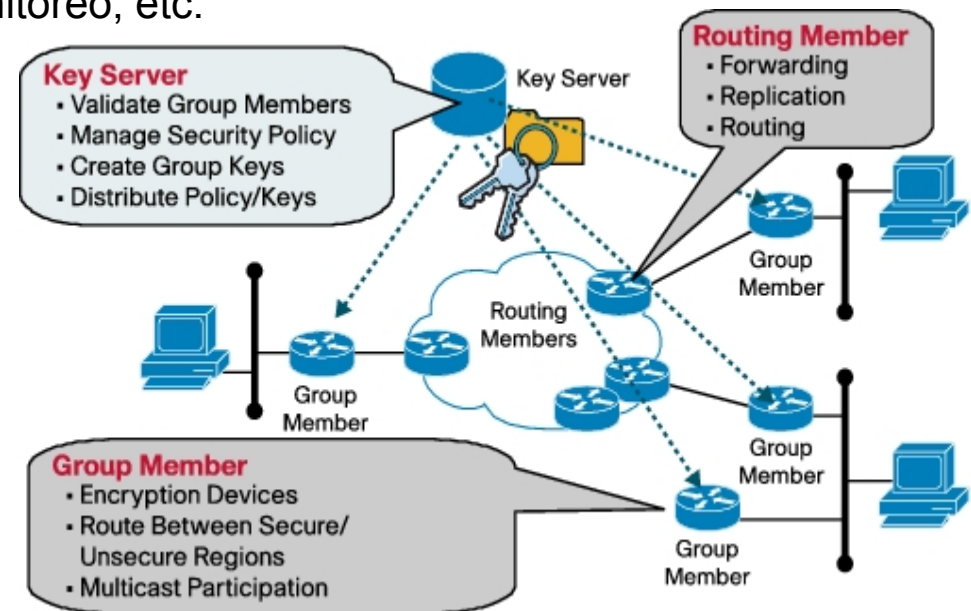 nitoreo, etc.
Key Server
▪ Validate Group Members
▪ Manage Security Policy
▪ Create Group Keys
▪ Distribute Policy/Keys
Key Server
Routing Member
▪ Forwarding
▪ Replication
▪ Routing
Group
Member
Routing
Members
Group
Member
Group
Member
Group Member
▪ Encryption Devices
▪ Route Between Secure/
Unsecure Regions
▪ Multicast Participation
Group
Member